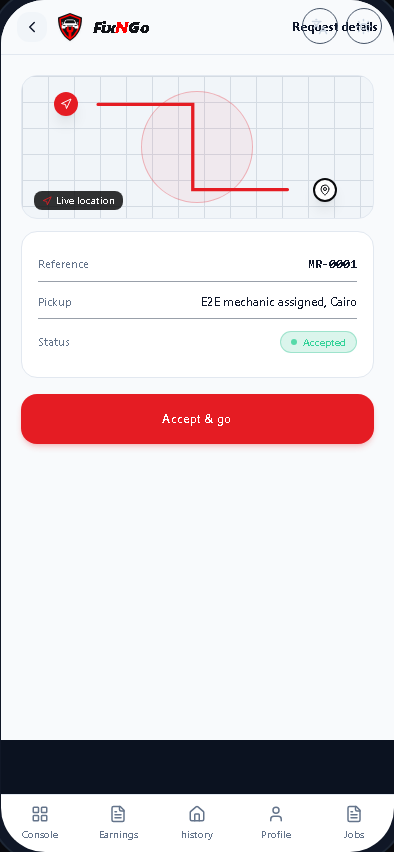 FixNGo
Request details
Live location
Reference MR-0001
Pickup E2E mechanic assigned, Cairo
Status Accepted
Accept & go
Console Earnings history Profile Jobs